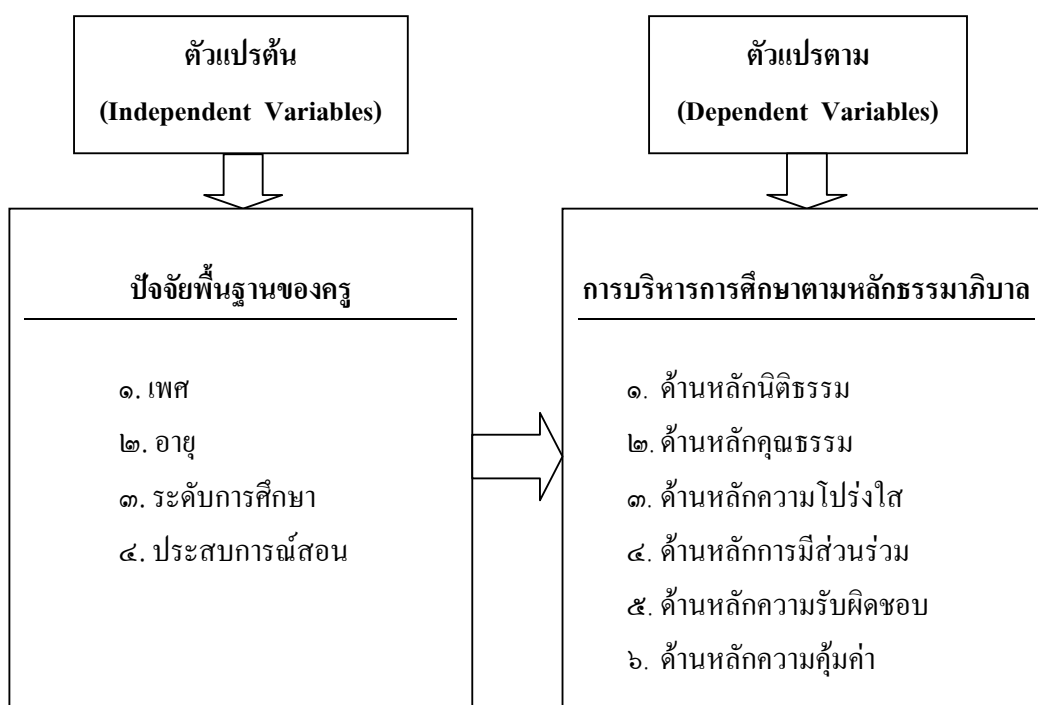 ตัวแปรต้น
(Independent Variables)
ปัจจัยพื้นฐานของครู
๑. เพศ
๒. อายุ
๓. ระดับการศึกษา
๔. ประสบการณ์สอน
ตัวแปรตาม
(Dependent Variables)
การบริหารการศึกษาตามหลักธรรมาภิบาล
๑. ด้านหลักนิติธรรม
๒. ด้านหลักคุณธรรม
๓. ด้านหลักความโปร่งใส
๔. ด้านหลักการมีส่วนร่วม
๕. ด้านหลักความรับผิดชอบ
๖. ด้านหลักความคุ้มค่า